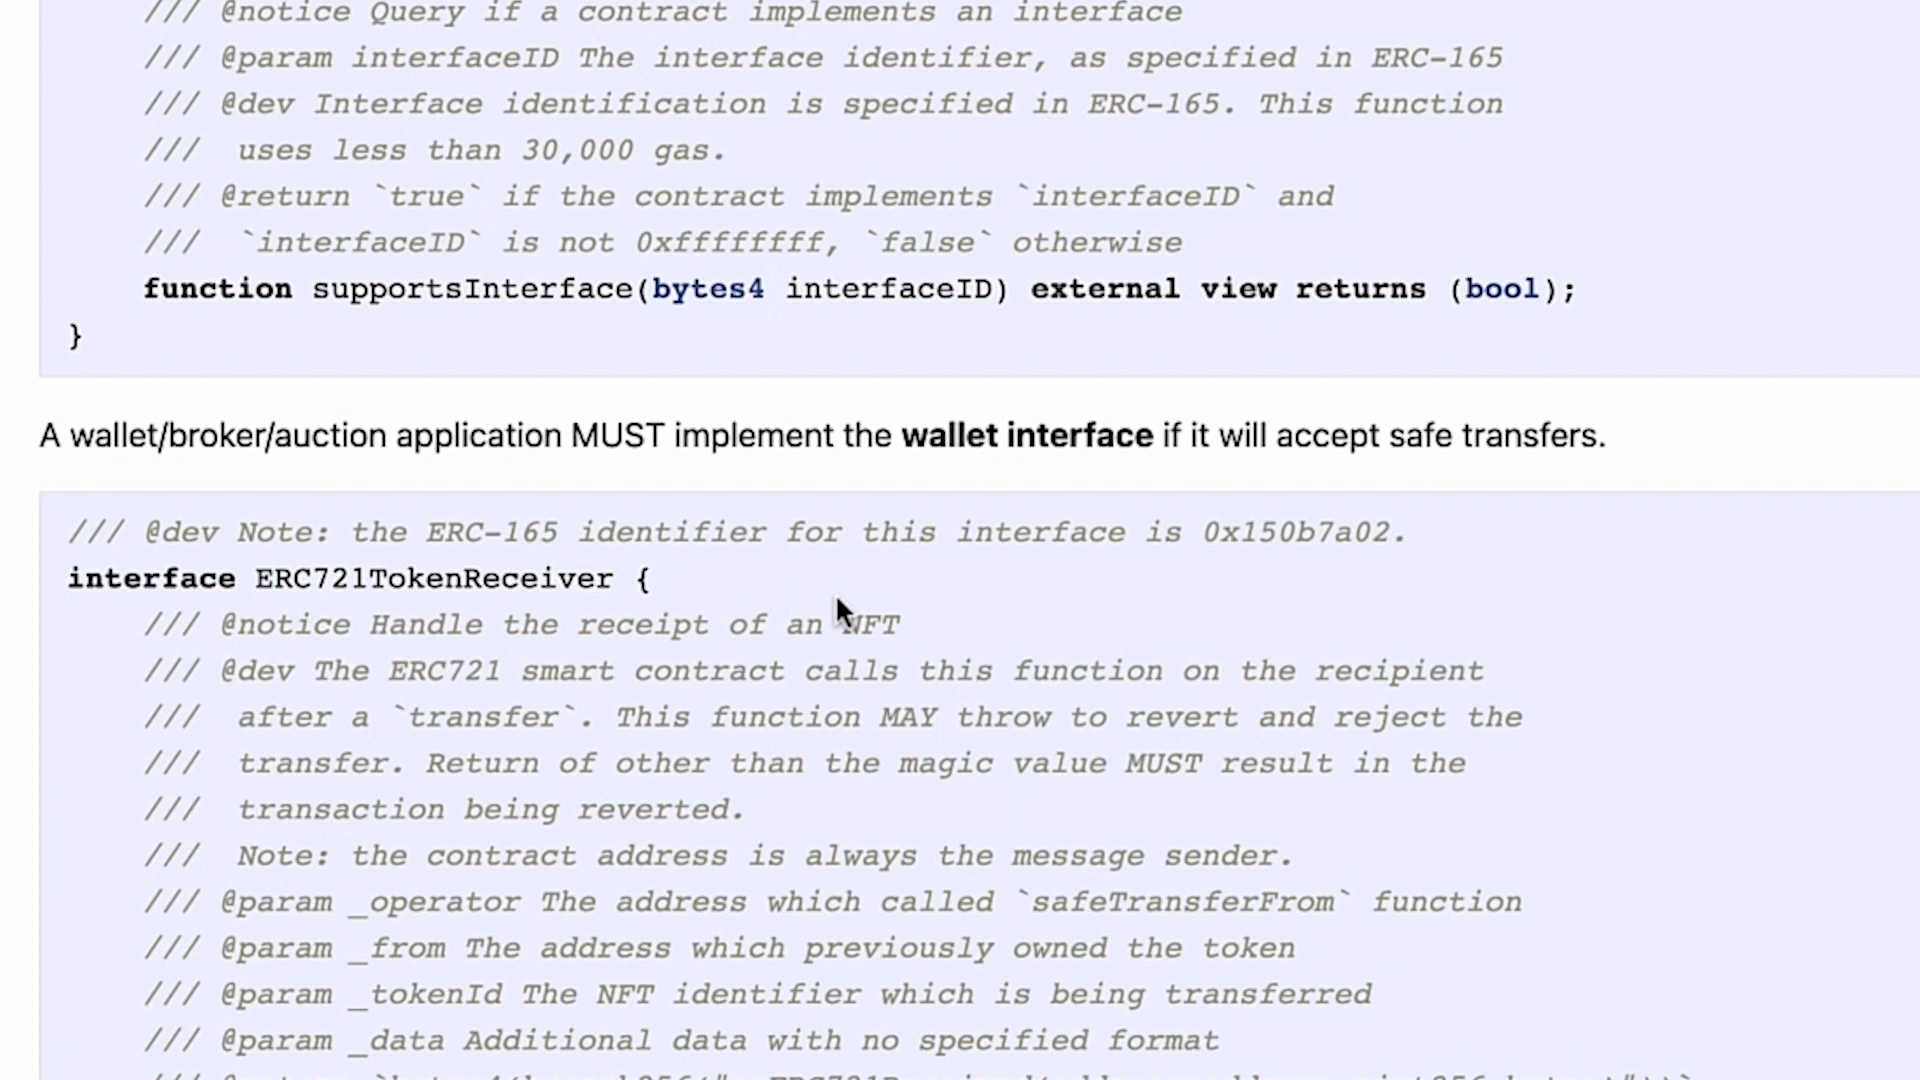 /// @notice Query if a contract implements an interface
/// @param interfaceID The interface identifier, as specified in ERC-165
/// @dev Interface identification is specified in ERC-165. This function
///  uses less than 30,000 gas.
/// @return `true` if the contract implements `interfaceID` and
///  `interfaceID` is not 0xffffffff, `false` otherwise
function supportsInterface(bytes4 interfaceID) external view returns (bool);
}
A wallet/broker/auction application MUST implement the wallet interface if it will accept safe transfers.
/// @dev Note: the ERC-165 identifier for this interface is 0x150b7a02.
interface ERC721TokenReceiver {
/// @notice Handle the receipt of an NFT
/// @dev The ERC721 smart contract calls this function on the recipient
///  after a `transfer`. This function MAY throw to revert and reject the
///  transfer. Return of other than the magic value MUST result in the
///  transaction being reverted.
///  Note: the contract address is always the message sender.
/// @param _operator The address which called `safeTransferFrom` function
/// @param _from The address which previously owned the token
/// @param _tokenId The NFT identifier which is being transferred
/// @param _data Additional data with no specified format